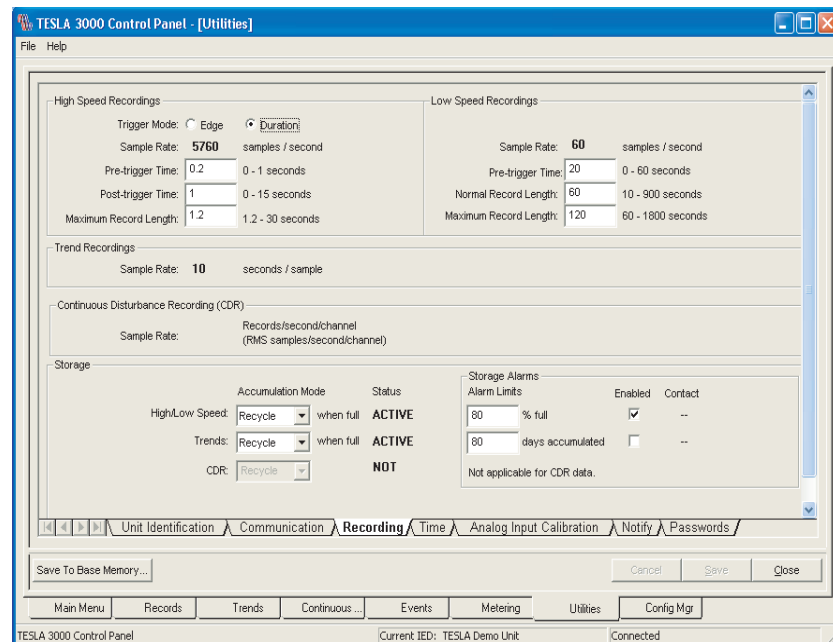 TESLA 3000 Control Panel - [Utilities]
File Help
High Speed Recordings
Trigger Mode: Edge Duration
Sample Rate: 5760 samples / second
Pre-trigger Time: 0.2 0 - 1 seconds
Post-trigger Time: 1 0 - 15 seconds
Maximum Record Length: 1.2 1.2 - 30 seconds
Low Speed Recordings
Sample Rate: 60 samples / second
Pre-trigger Time: 20 0 - 60 seconds
Normal Record Length: 60 10 - 900 seconds
Maximum Record Length: 120 60 - 1800 seconds
Trend Recordings
Sample Rate: 10 seconds / sample
Continuous Disturbance Recording (CDR)
Sample Rate: Records/second/channel
(RMS samples/second/channel)
Storage
Accumulation Mode Status
High/Low Speed: Recycle when full ACTIVE
Trends: Recycle when full ACTIVE
CDR: Recycle NOT
Storage Alarms
Alarm Limits Enabled Contact
80 % full --
80 days accumulated --
Not applicable for CDR data.
Unit Identification Communication Recording Time Analog Input Calibration Notify Passwords
Save To Base Memory... Cancel Save Close
Main Menu Records Trends Continuous ... Events Metering Utilities Config Mgr
TESLA 3000 Control Panel Current IED: TESLA Demo Unit Connected